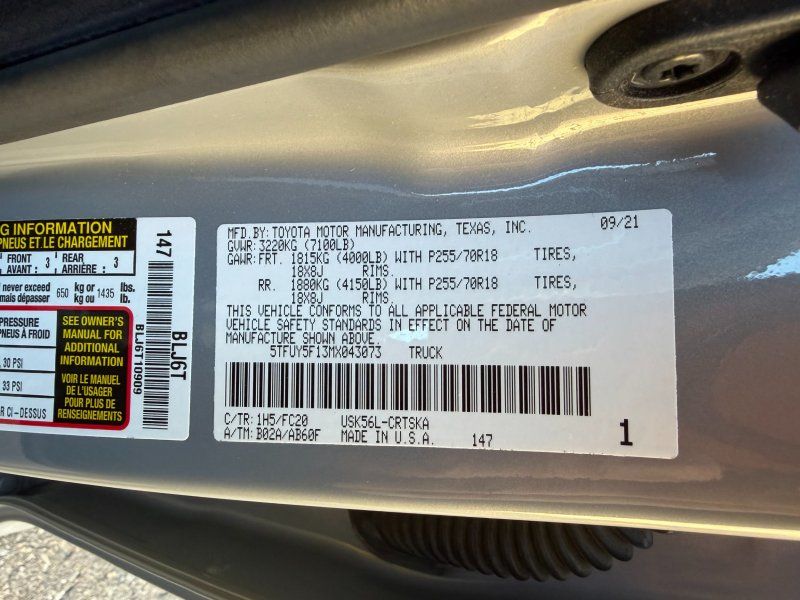 G INFORMATION
PNEUS ET LE CHARGEMENT
FRONT : 3 REAR : 3
AVANT ARRIÈRE
never exceed 650 kg or 1435 lbs.
mais dépasser kg ou lb.
PRESSURE
PNEUS À FROID
30 PSI
33 PSI
R CI-DESSUS
SEE OWNER'S
MANUAL FOR
ADDITIONAL
INFORMATION
VOIR LE MANUEL
DE L'USAGER
POUR PLUS DE
RENSEIGNEMENTS
147
BLJ6T10909
BLJ6T
MFD.BY: TOYOTA MOTOR MANUFACTURING, TEXAS, INC. 09/21
GVWR: 3220KG (7100LB)
GAWR: FRT. 1815KG (4000LB) WITH P255/70R18 TIRES,
18X8J RIMS.
RR. 1880KG (4150LB) WITH P255/70R18 TIRES,
18X8J RIMS.
THIS VEHICLE CONFORMS TO ALL APPLICABLE FEDERAL MOTOR
VEHICLE SAFETY STANDARDS IN EFFECT ON THE DATE OF
MANUFACTURE SHOWN ABOVE.
5TFUY5F13MX043073 TRUCK
C/TR: 1H5/FC20 USK56L-CRTSKA
A/TM: B02A/AB60F MADE IN U.S.A. 147 1